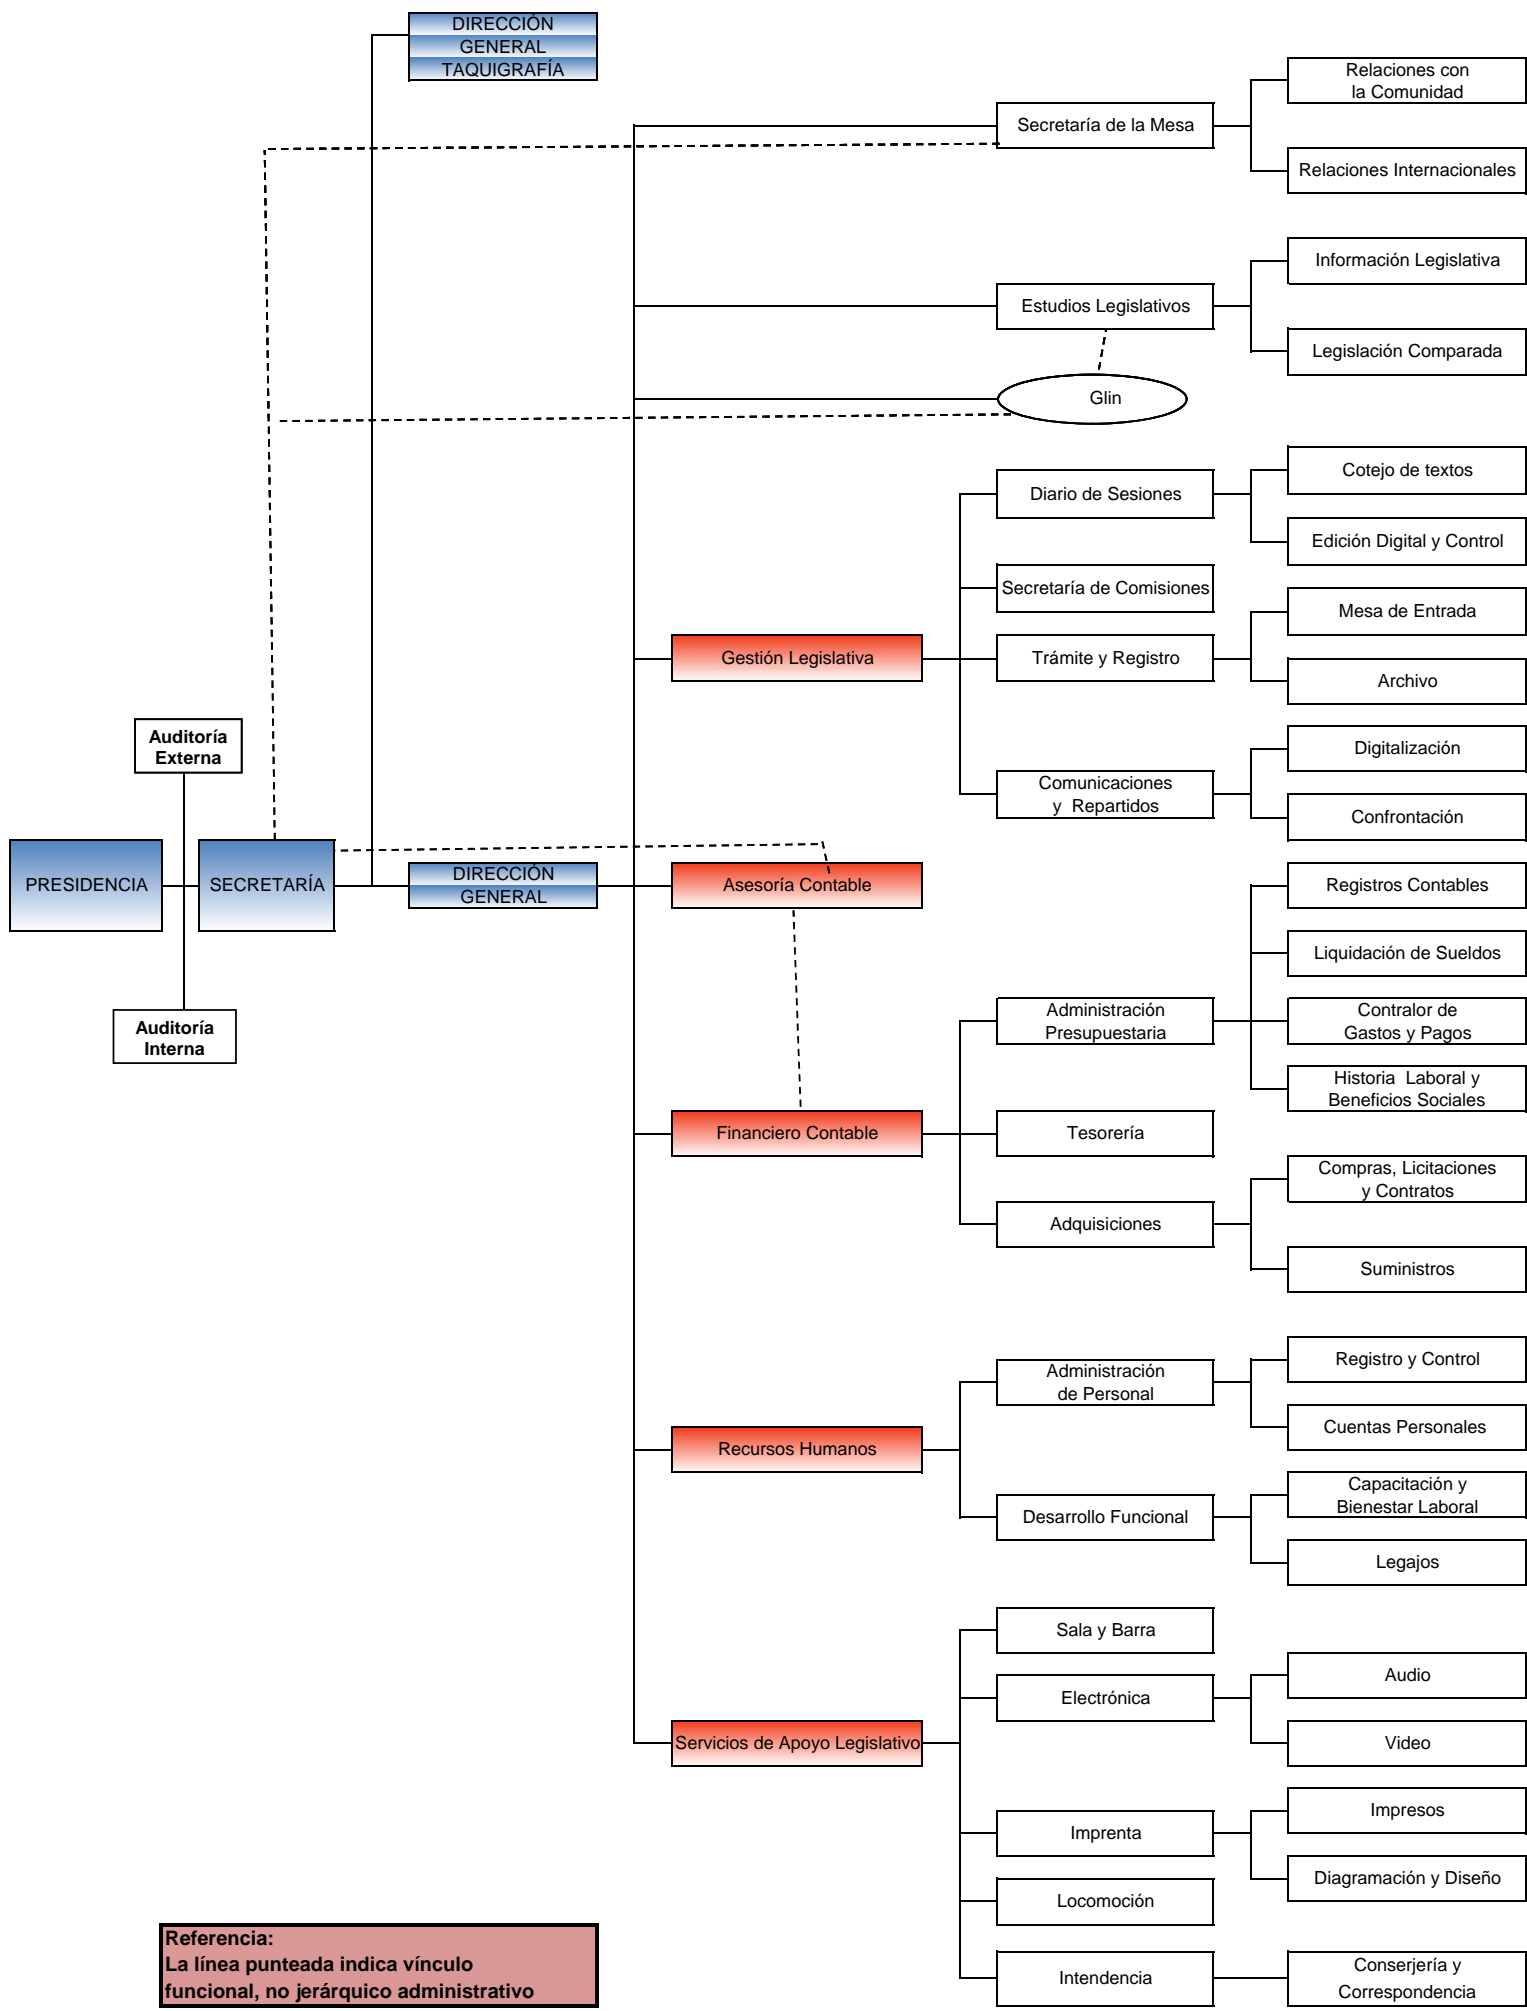 DIRECCIÓN
GENERAL
TAQUIGRAFÍA
Relaciones con
la Comunidad
Secretaría de la Mesa
Relaciones Internacionales
Información Legislativa
Estudios Legislativos
Legislación Comparada
Glin
Cotejo de textos
Diario de Sesiones
Edición Digital y Control
Secretaría de Comisiones
Mesa de Entrada
Gestión Legislativa
Trámite y Registro
Archivo
Auditoría
Externa
Digitalización
Comunicaciones
y Repartidos
Confrontación
PRESIDENCIA
SECRETARÍA
DIRECCIÓN
GENERAL
Asesoría Contable
Registros Contables
Liquidación de Sueldos
Auditoría
Interna
Administración
Presupuestaria
Contralor de
Gastos y Pagos
Historia Laboral y
Beneficios Sociales
Financiero Contable
Tesorería
Compras, Licitaciones
y Contratos
Adquisiciones
Suministros
Registro y Control
Administración
de Personal
Cuentas Personales
Recursos Humanos
Capacitación y
Bienestar Laboral
Desarrollo Funcional
Legajos
Sala y Barra
Audio
Electrónica
Servicios de Apoyo Legislativo
Video
Impresos
Imprenta
Diagramación y Diseño
Locomoción
Intendencia
Conserjería y
Correspondencia
Referencia:
La línea punteada indica vínculo
funcional, no jerárquico administrativo